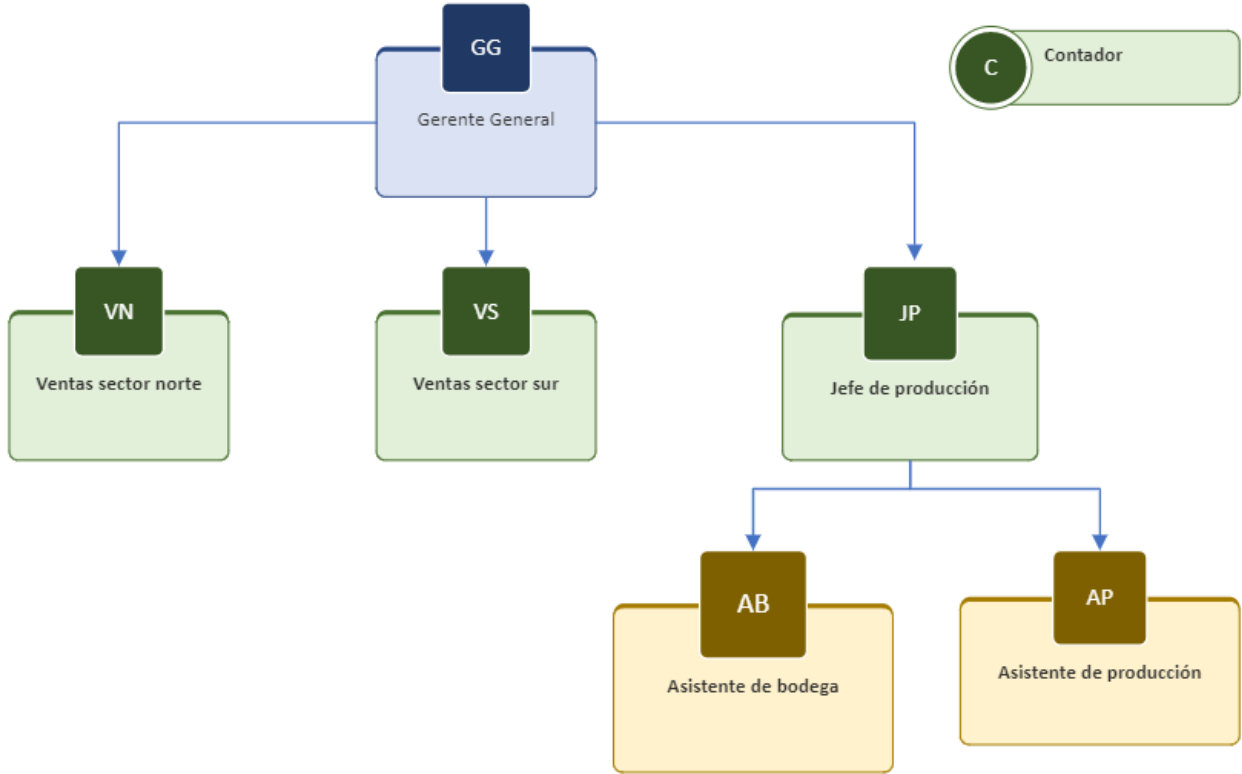 GG
Gerente General
C
Contador
VN
Ventas sector norte
VS
Ventas sector sur
JP
Jefe de producción
AB
Asistente de bodega
AP
Asistente de producción